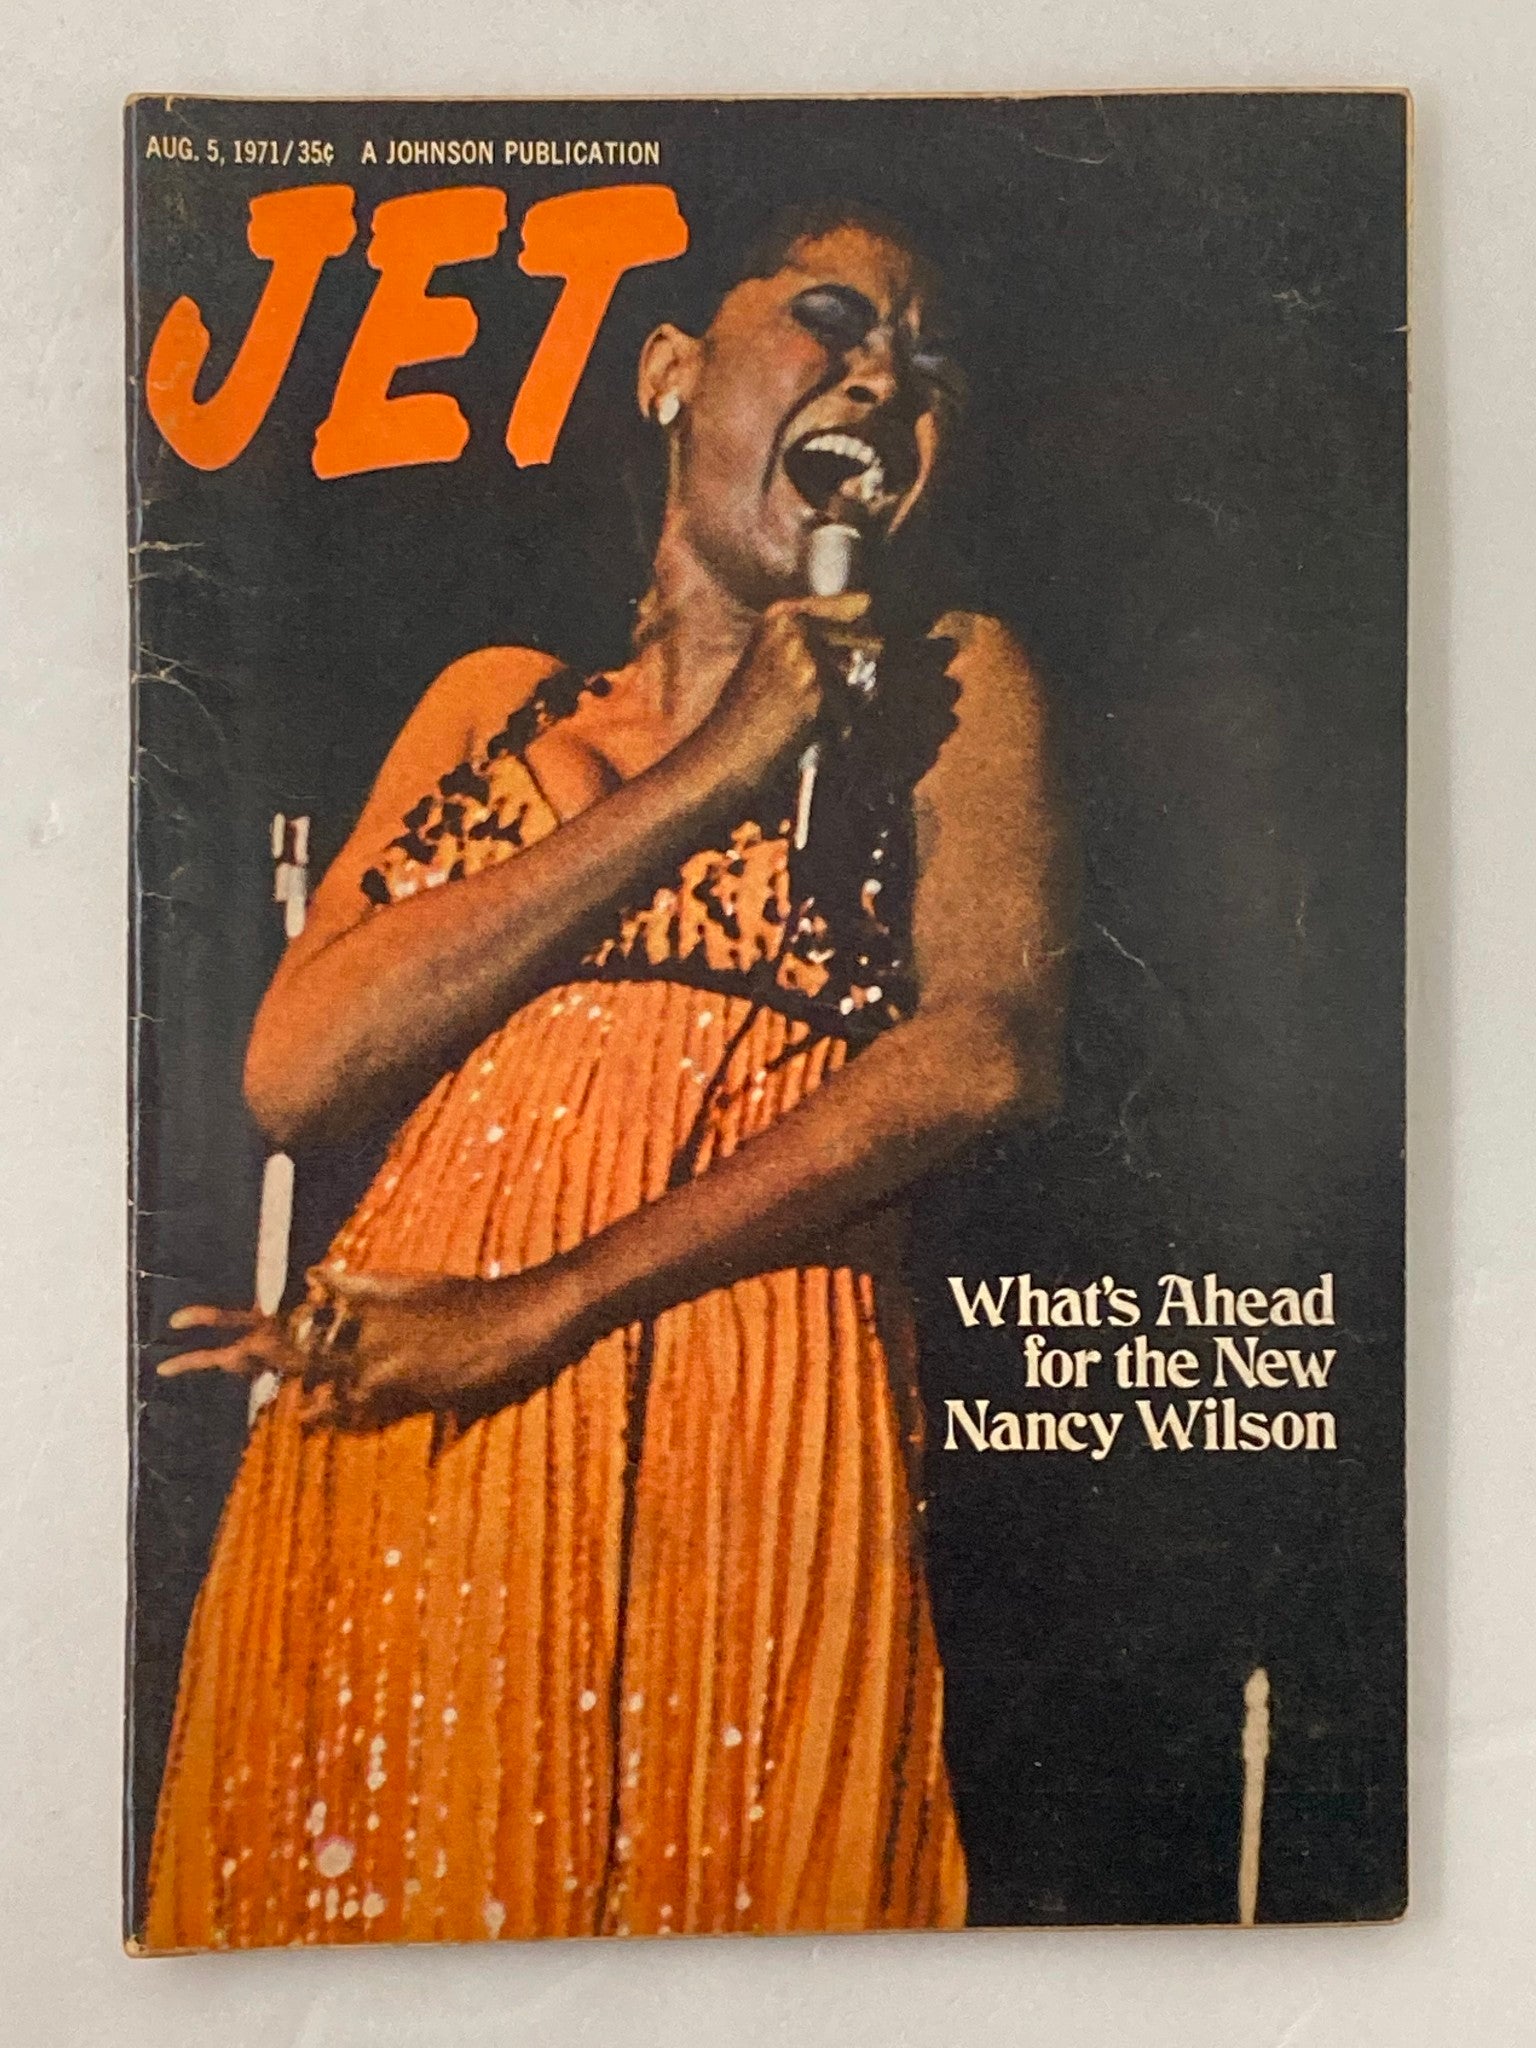 AUG. 5, 1971/35¢ A JOHNSON PUBLICATION
JET
What's Ahead
for the New
Nancy Wilson